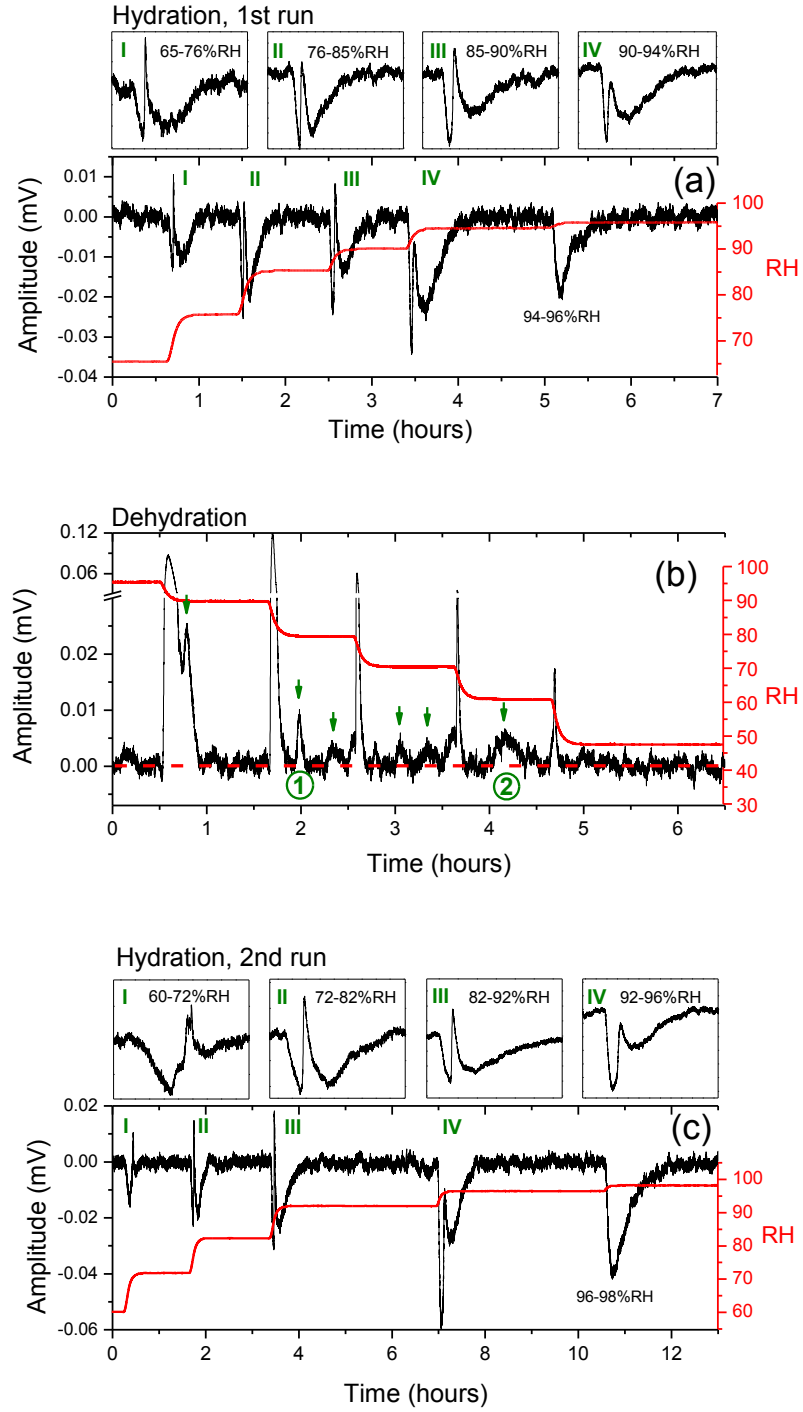 Hydration, 1st run
I 65-76%RH II 76-85%RH III 85-90%RH IV 90-94%RH
I II III IV (a)
0.01
0.00
-0.01
-0.02
-0.03
-0.04
Amplitude (mV)
94-96%RH
100
90
80
70
RH
0 1 2 3 4 5 6 7
Time (hours)
Dehydration
(b)
0.12
0.06
0.02
0.01
0.00
Amplitude (mV)
1 2
100
90
80
70
60
50
40
30
RH
0 1 2 3 4 5 6
Time (hours)
Hydration, 2nd run
I 60-72%RH II 72-82%RH III 82-92%RH IV 92-96%RH
I II III IV (c)
0.02
0.00
-0.02
-0.04
-0.06
Amplitude (mV)
96-98%RH
100
90
80
70
60
RH
0 2 4 6 8 10 12
Time (hours)